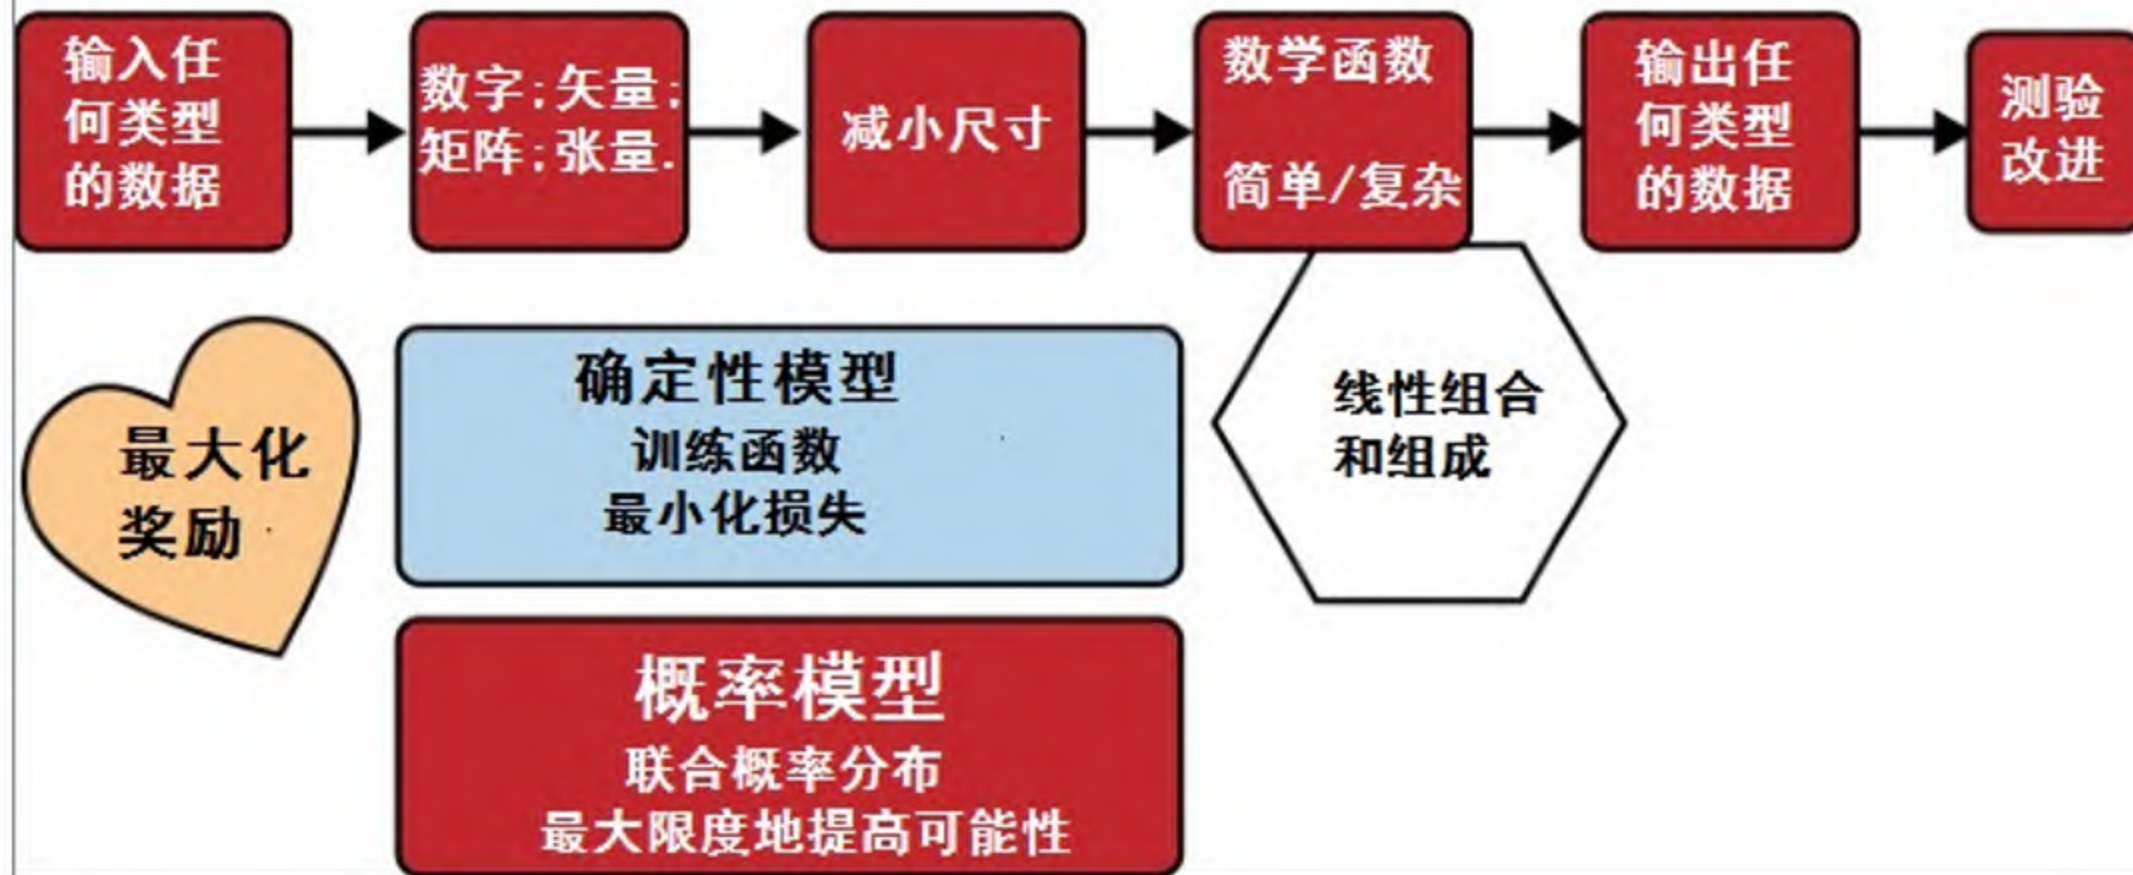 输入任
何类型
的数据
数字;矢量;
矩阵;张量.
减小尺寸
数学函数
简单/复杂
输出任
何类型
的数据
测验
改进
最大化
奖励
确定性模型
训练函数
最小化损失
线性组合
和组成
概率模型
联合概率分布
最大限度地提高可能性